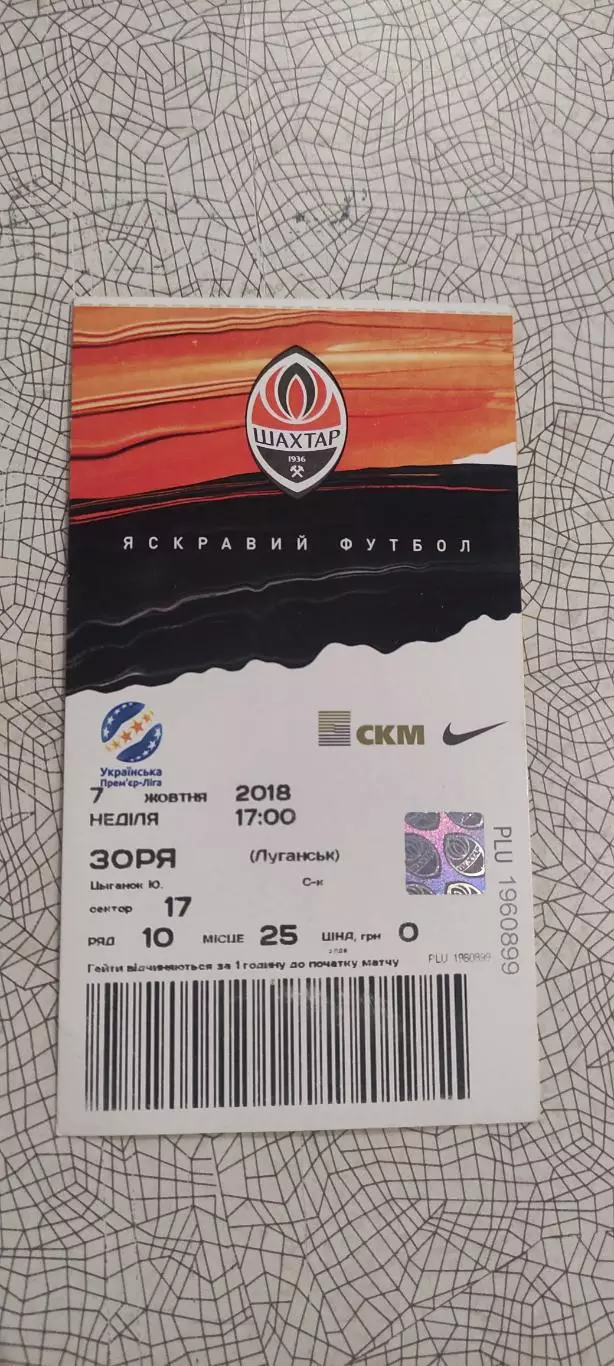 ШАХТАР
1936
ЯСКРАВИЙ ФУТБОЛ
Українська
Прем'єр-Ліга
СКМ
7 жовтня 2018
неділя 17:00
ЗОРЯ (Луганськ)
Циганок Ю. С-к
сектор 17
ряд 10 місце 25 ціна, грн 0
з пдв
PLU 1960899
Гейти відчиняються за 1 годину до початку матчу
PLU 1960899